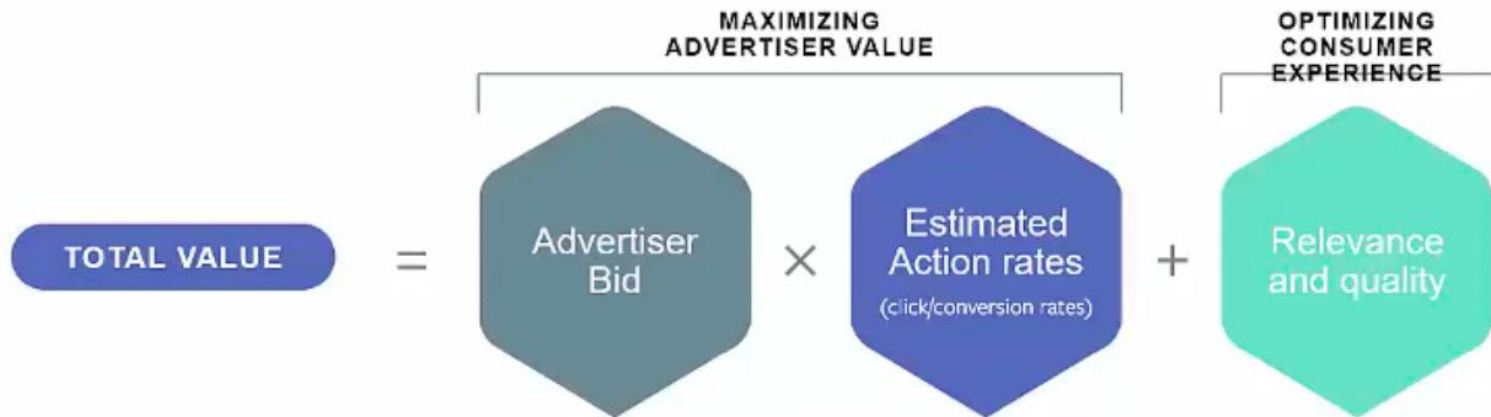 MAXIMIZING
ADVERTISER VALUE
OPTIMIZING
CONSUMER
EXPERIENCE
TOTAL VALUE
=
Advertiser
Bid
×
Estimated
Action rates
(click/conversion rates)
+
Relevance
and quality